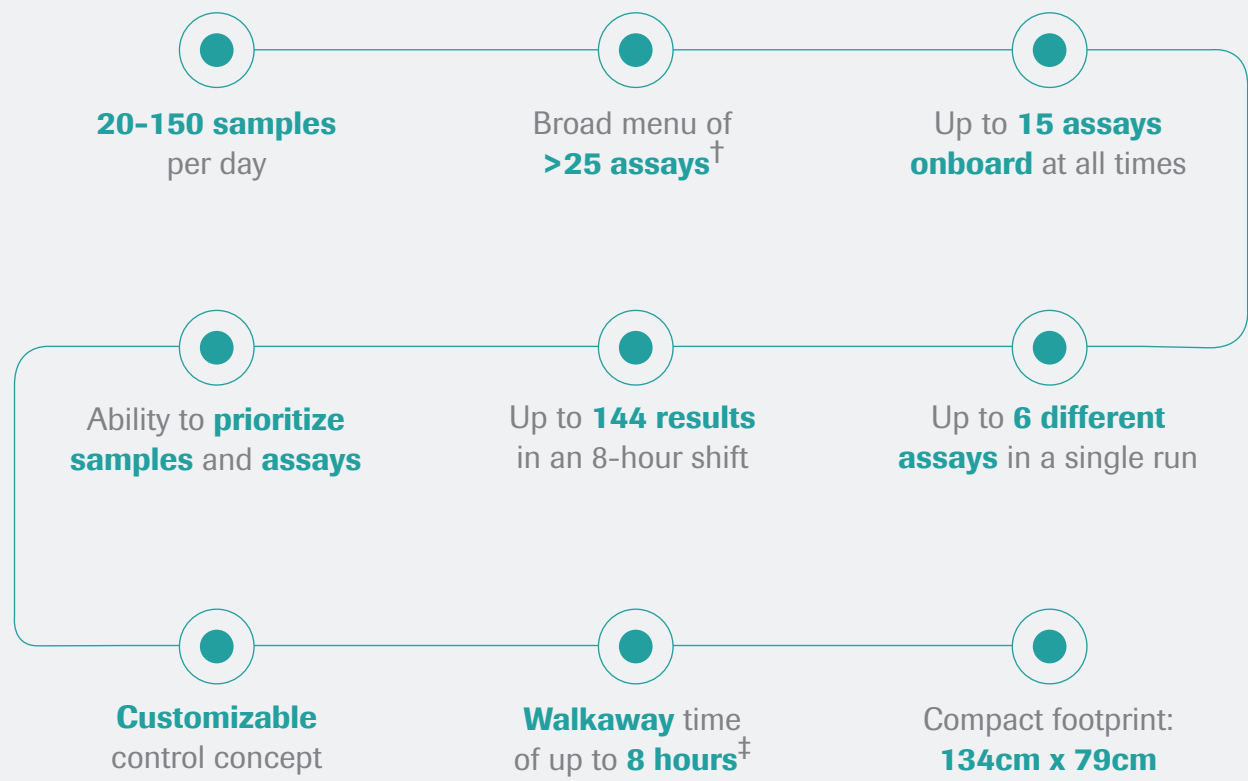 20-150 samples
per day
Broad menu of
>25 assays†
Up to 15 assays
onboard at all times
Ability to prioritize
samples and assays
Up to 144 results
in an 8-hour shift
Up to 6 different
assays in a single run
Customizable
control concept
Walkaway time
of up to 8 hours‡
Compact footprint:
134cm x 79cm